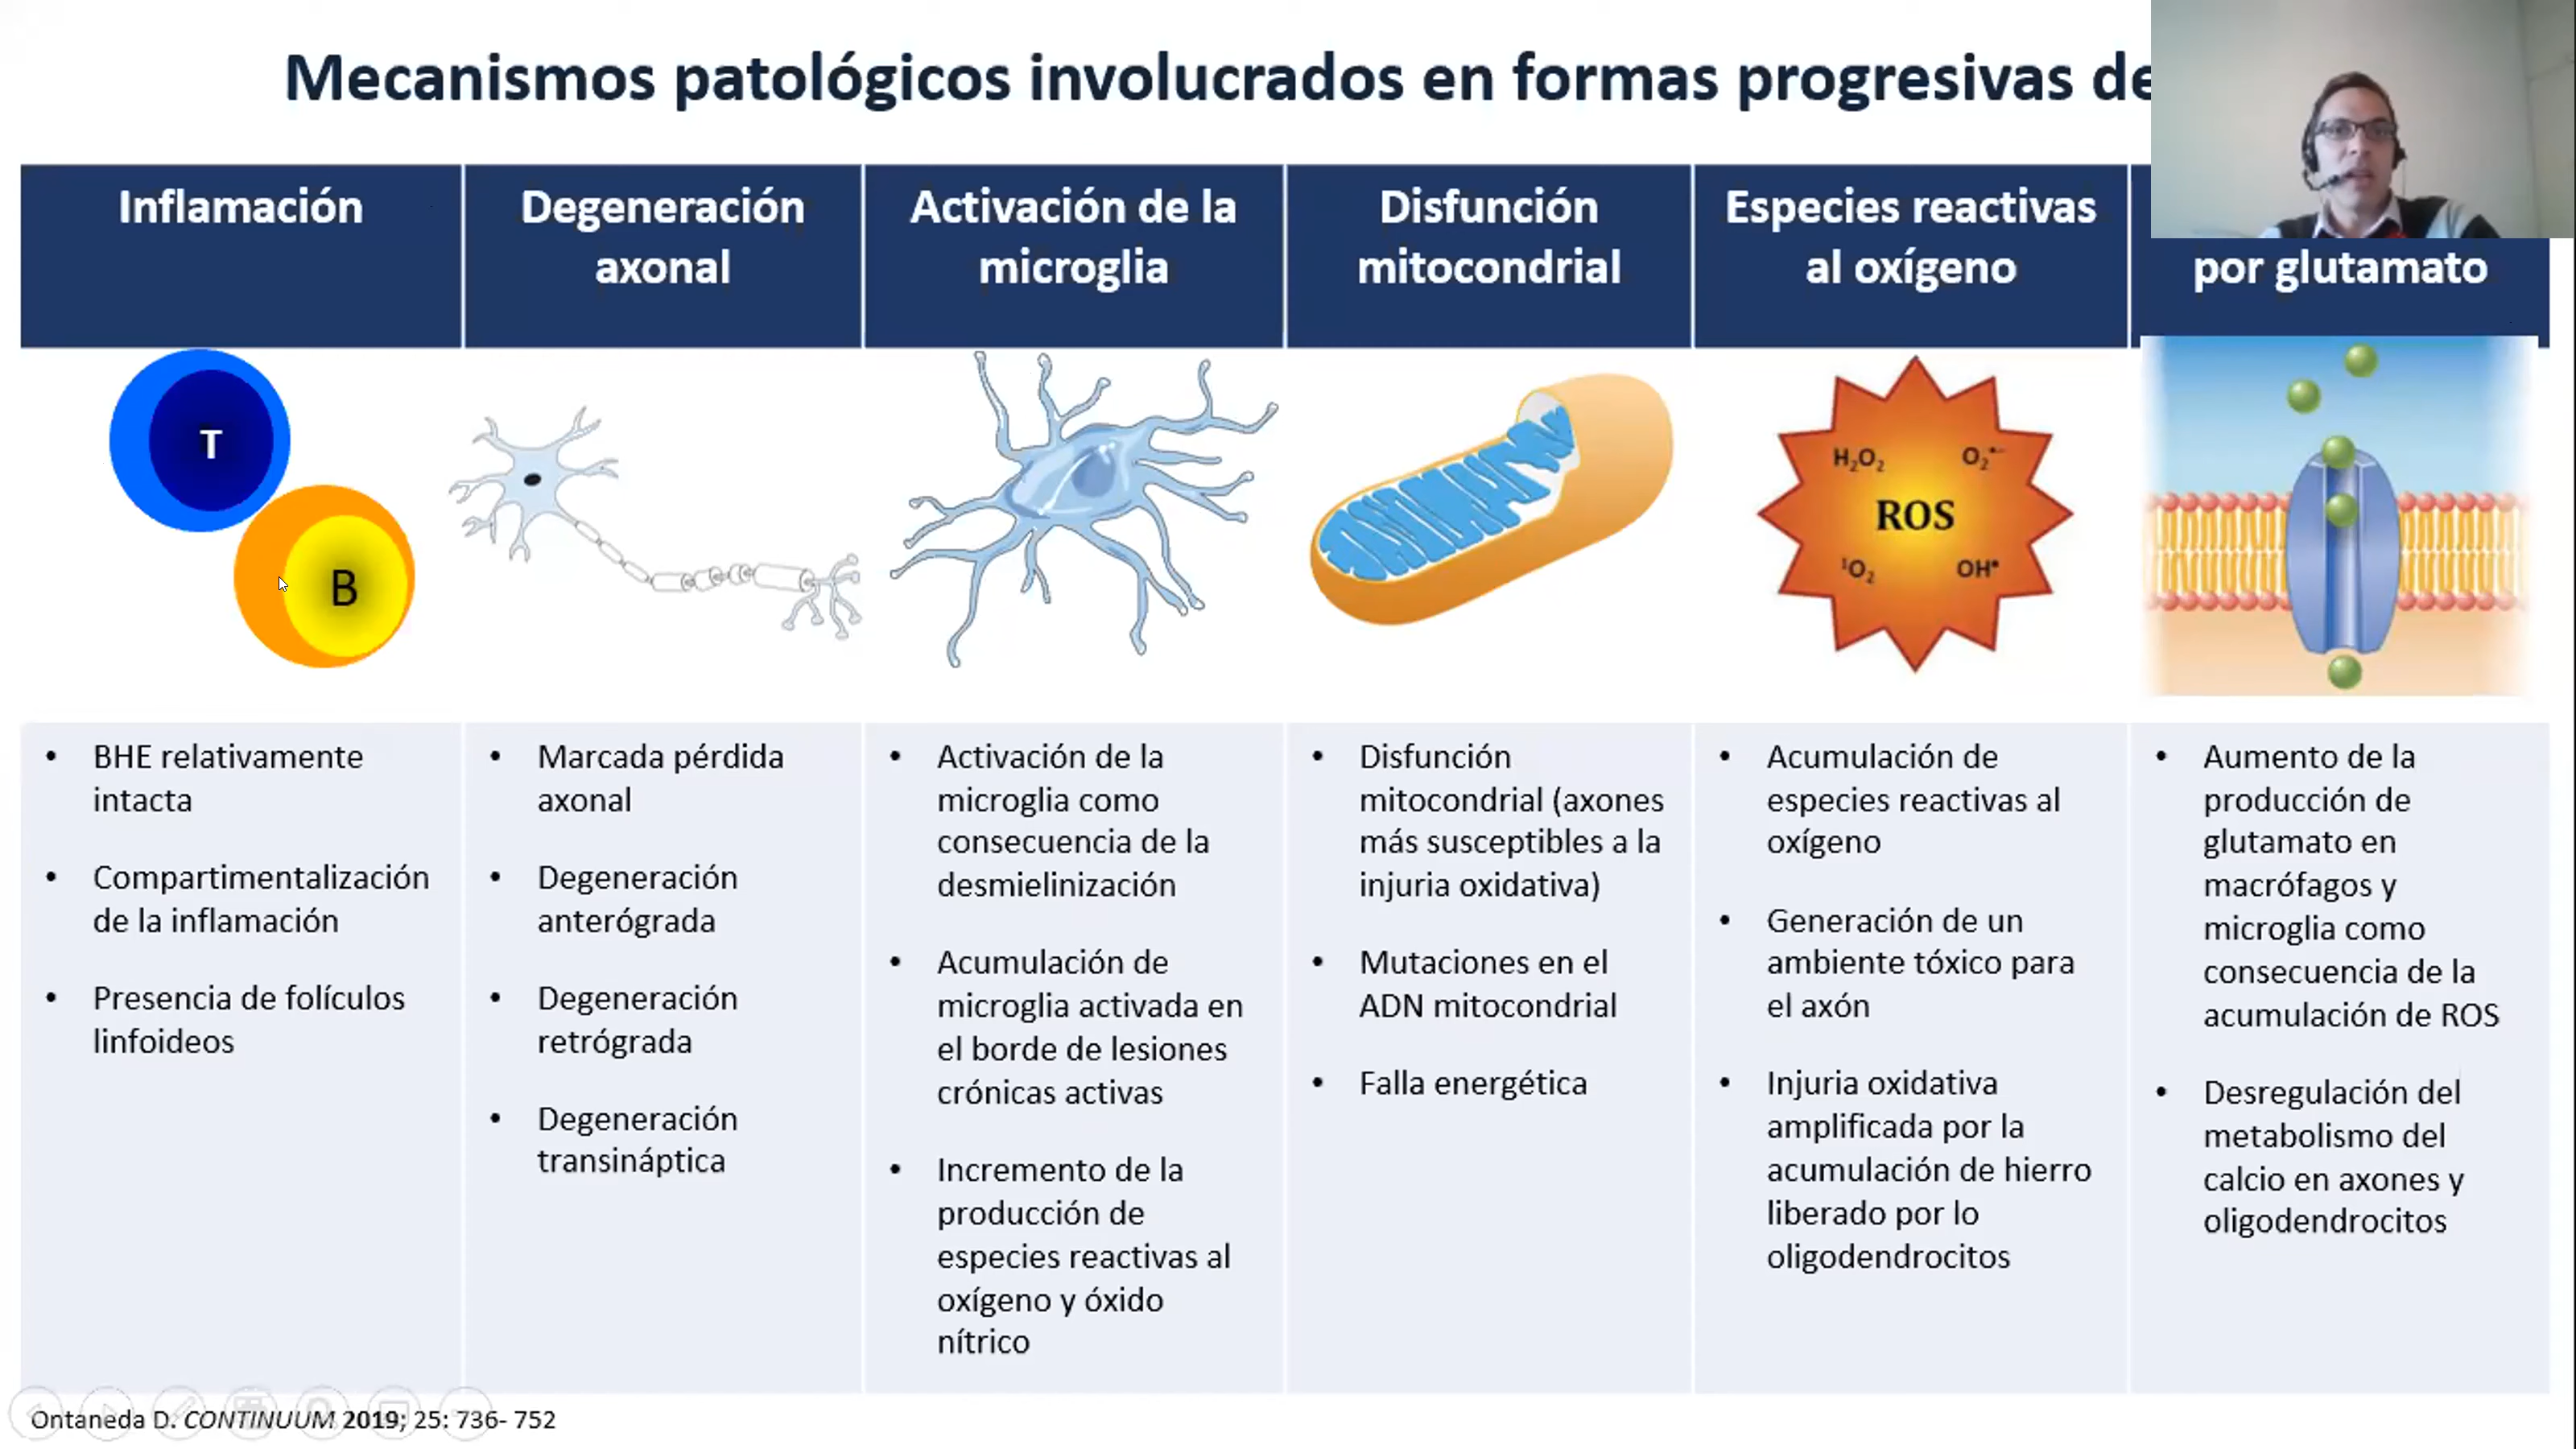 Mecanismos patológicos involucrados en formas progresivas de
Inflamación
Degeneración
axonal
Activación de la
microglia
Disfunción
mitocondrial
Especies reactivas
al oxígeno
por glutamato
T
B
H₂O₂ O₂•−
ROS
¹O₂ OH•
• BHE relativamente
intacta
• Compartimentalización
de la inflamación
• Presencia de folículos
linfoideos
• Marcada pérdida
axonal
• Degeneración
anterógrada
• Degeneración
retrógrada
• Degeneración
transináptica
• Activación de la
microglia como
consecuencia de la
desmielinización
• Acumulación de
microglia activada en
el borde de lesiones
crónicas activas
• Incremento de la
producción de
especies reactivas al
oxígeno y óxido
nítrico
• Disfunción
mitocondrial (axones
más susceptibles a la
injuria oxidativa)
• Mutaciones en el
ADN mitocondrial
• Falla energética
• Acumulación de
especies reactivas al
oxígeno
• Generación de un
ambiente tóxico para
el axón
• Injuria oxidativa
amplificada por la
acumulación de hierro
liberado por lo
oligodendrocitos
• Aumento de la
producción de
glutamato en
macrófagos y
microglia como
consecuencia de la
acumulación de ROS
• Desregulación del
metabolismo del
calcio en axones y
oligodendrocitos
Ontaneda D. CONTINUUM 2019; 25: 736- 752